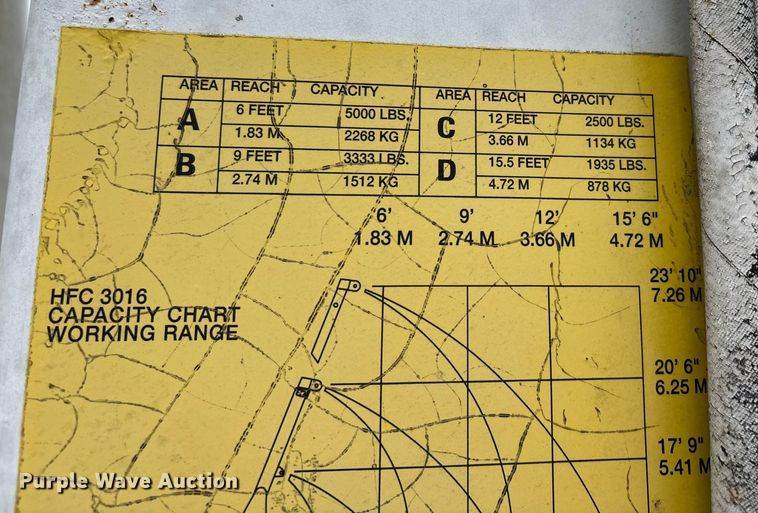 AREA REACH CAPACITY AREA REACH CAPACITY
A 6 FEET 5000 LBS. C 12 FEET 2500 LBS.
1.83 M 2268 KG 3.66 M 1134 KG
B 9 FEET 3333 LBS. D 15.5 FEET 1935 LBS.
2.74 M 1512 KG 4.72 M 878 KG
6' 9' 12' 15' 6"
1.83 M 2.74 M 3.66 M 4.72 M
23' 10"
7.26 M
HFC 3016
CAPACITY CHART
WORKING RANGE
20' 6"
6.25 M
17' 9"
5.41 M
Purple Wave Auction